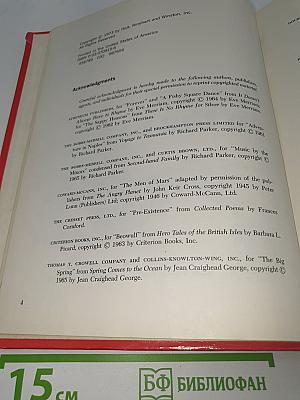 Copyright © 1973 by Holt, Rinehart and Winston, Inc.
All Rights Reserved
Printed in the United States of America
Acknowledgments
Grateful acknowledgment is hereby made to the following authors, publishers,
agents, and individuals for their special permission to reprint copyrighted material:
ATHENEUM PUBLISHERS, for "Forever" and "A Fishy Square Dance" from It Doesn't
Always Have to Rhyme by Eve Merriam, copyright © 1964 by Eve Merriam,
from There Is No Rhyme for Silver by Eve Merriam,
copyright © 1962 by Eve Merriam.
THE BOBBS-MERRILL COMPANY, INC., and BROCKHAMPTON PRESS LIMITED for "Adven-
ture in Naples" from Voyage to Tasmania by Richard Parker, copyright ©
by Richard Parker.
THE BOBBS-MERRILL COMPANY, INC., and CURTIS BROWN, LTD., for "Music by the
Minors" condensed from Second-hand Family by Richard Parker, copyright ©
1965 by Richard Parker.
COWARD-MCCANN, INC., for "The Men of Mars" adapted by permission of the pub-
lishers from The Angry Planet by John Keir Cross, copyright 1945 by Peter
Lunn (Publishers) Ltd; copyright 1946 by Coward-McCann, Ltd.
THE CRESSET PRESS, LTD., for "Pre-Existence" from Collected Poems by Frances
Cornford.
CRITERION BOOKS, INC., for "Beowulf" from Hero Tales of the British Isles by Barbara L.
Picard, copyright © 1963 by Criterion Books, Inc.
THOMAS Y. CROWELL COMPANY and COLLINS-KNOWLTON-WING, INC., for "The Big
Spring" from Spring Comes to the Ocean by Jean Craighead George, copyright ©
1965 by Jean Craighead George.
4
15 см
БФ БИБЛИОФАН